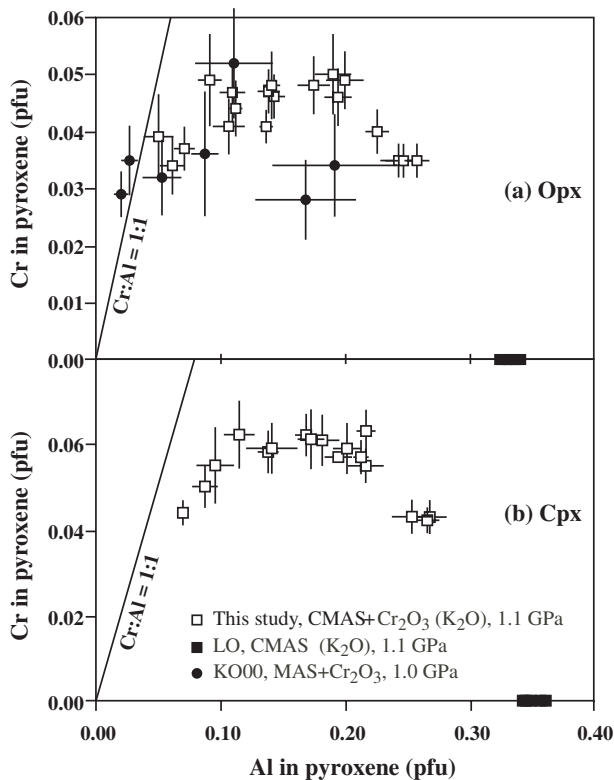 0.06
0.05
0.04
0.03
0.02
0.01
0.00
Cr in pyroxene (pfu)
Cr:Al = 1:1
(a) Opx
0.06
0.04
0.02
0.00
Cr in pyroxene (pfu)
Cr:Al = 1:1
(b) Cpx
This study, CMAS+Cr2O3 (K2O), 1.1 GPa
LO, CMAS (K2O), 1.1 GPa
KO00, MAS+Cr2O3, 1.0 GPa
0.00 0.10 0.20 0.30 0.40
Al in pyroxene (pfu)